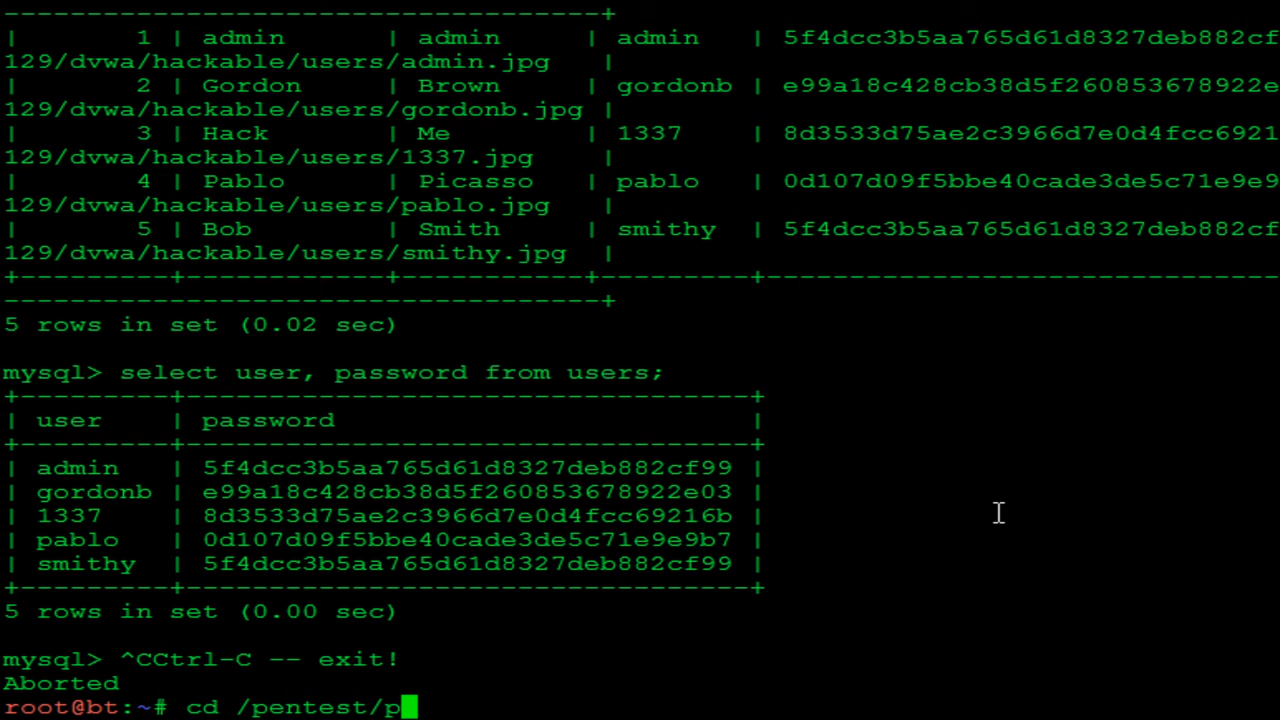 ------------------------------------+
|       1 | admin      | admin     | admin   | 5f4dcc3b5aa765d61d8327deb882cf
129/dvwa/hackable/users/admin.jpg   |
|       2 | Gordon     | Brown     | gordonb | e99a18c428cb38d5f260853678922e
129/dvwa/hackable/users/gordonb.jpg |
|       3 | Hack       | Me        | 1337    | 8d3533d75ae2c3966d7e0d4fcc6921
129/dvwa/hackable/users/1337.jpg    |
|       4 | Pablo      | Picasso   | pablo   | 0d107d09f5bbe40cade3de5c71e9e9
129/dvwa/hackable/users/pablo.jpg   |
|       5 | Bob        | Smith     | smithy  | 5f4dcc3b5aa765d61d8327deb882cf
129/dvwa/hackable/users/smithy.jpg  |
+---------+------------+-----------+---------+-------------------------------
------------------------------------+
5 rows in set (0.02 sec)
mysql> select user, password from users;
+---------+----------------------------------+
| user    | password                         |
+---------+----------------------------------+
| admin   | 5f4dcc3b5aa765d61d8327deb882cf99 |
| gordonb | e99a18c428cb38d5f260853678922e03 |
| 1337    | 8d3533d75ae2c3966d7e0d4fcc69216b |
| pablo   | 0d107d09f5bbe40cade3de5c71e9e9b7 |
| smithy  | 5f4dcc3b5aa765d61d8327deb882cf99 |
+---------+----------------------------------+
5 rows in set (0.00 sec)
mysql> ^CCtrl-C -- exit!
Aborted
root@bt:~# cd /pentest/p